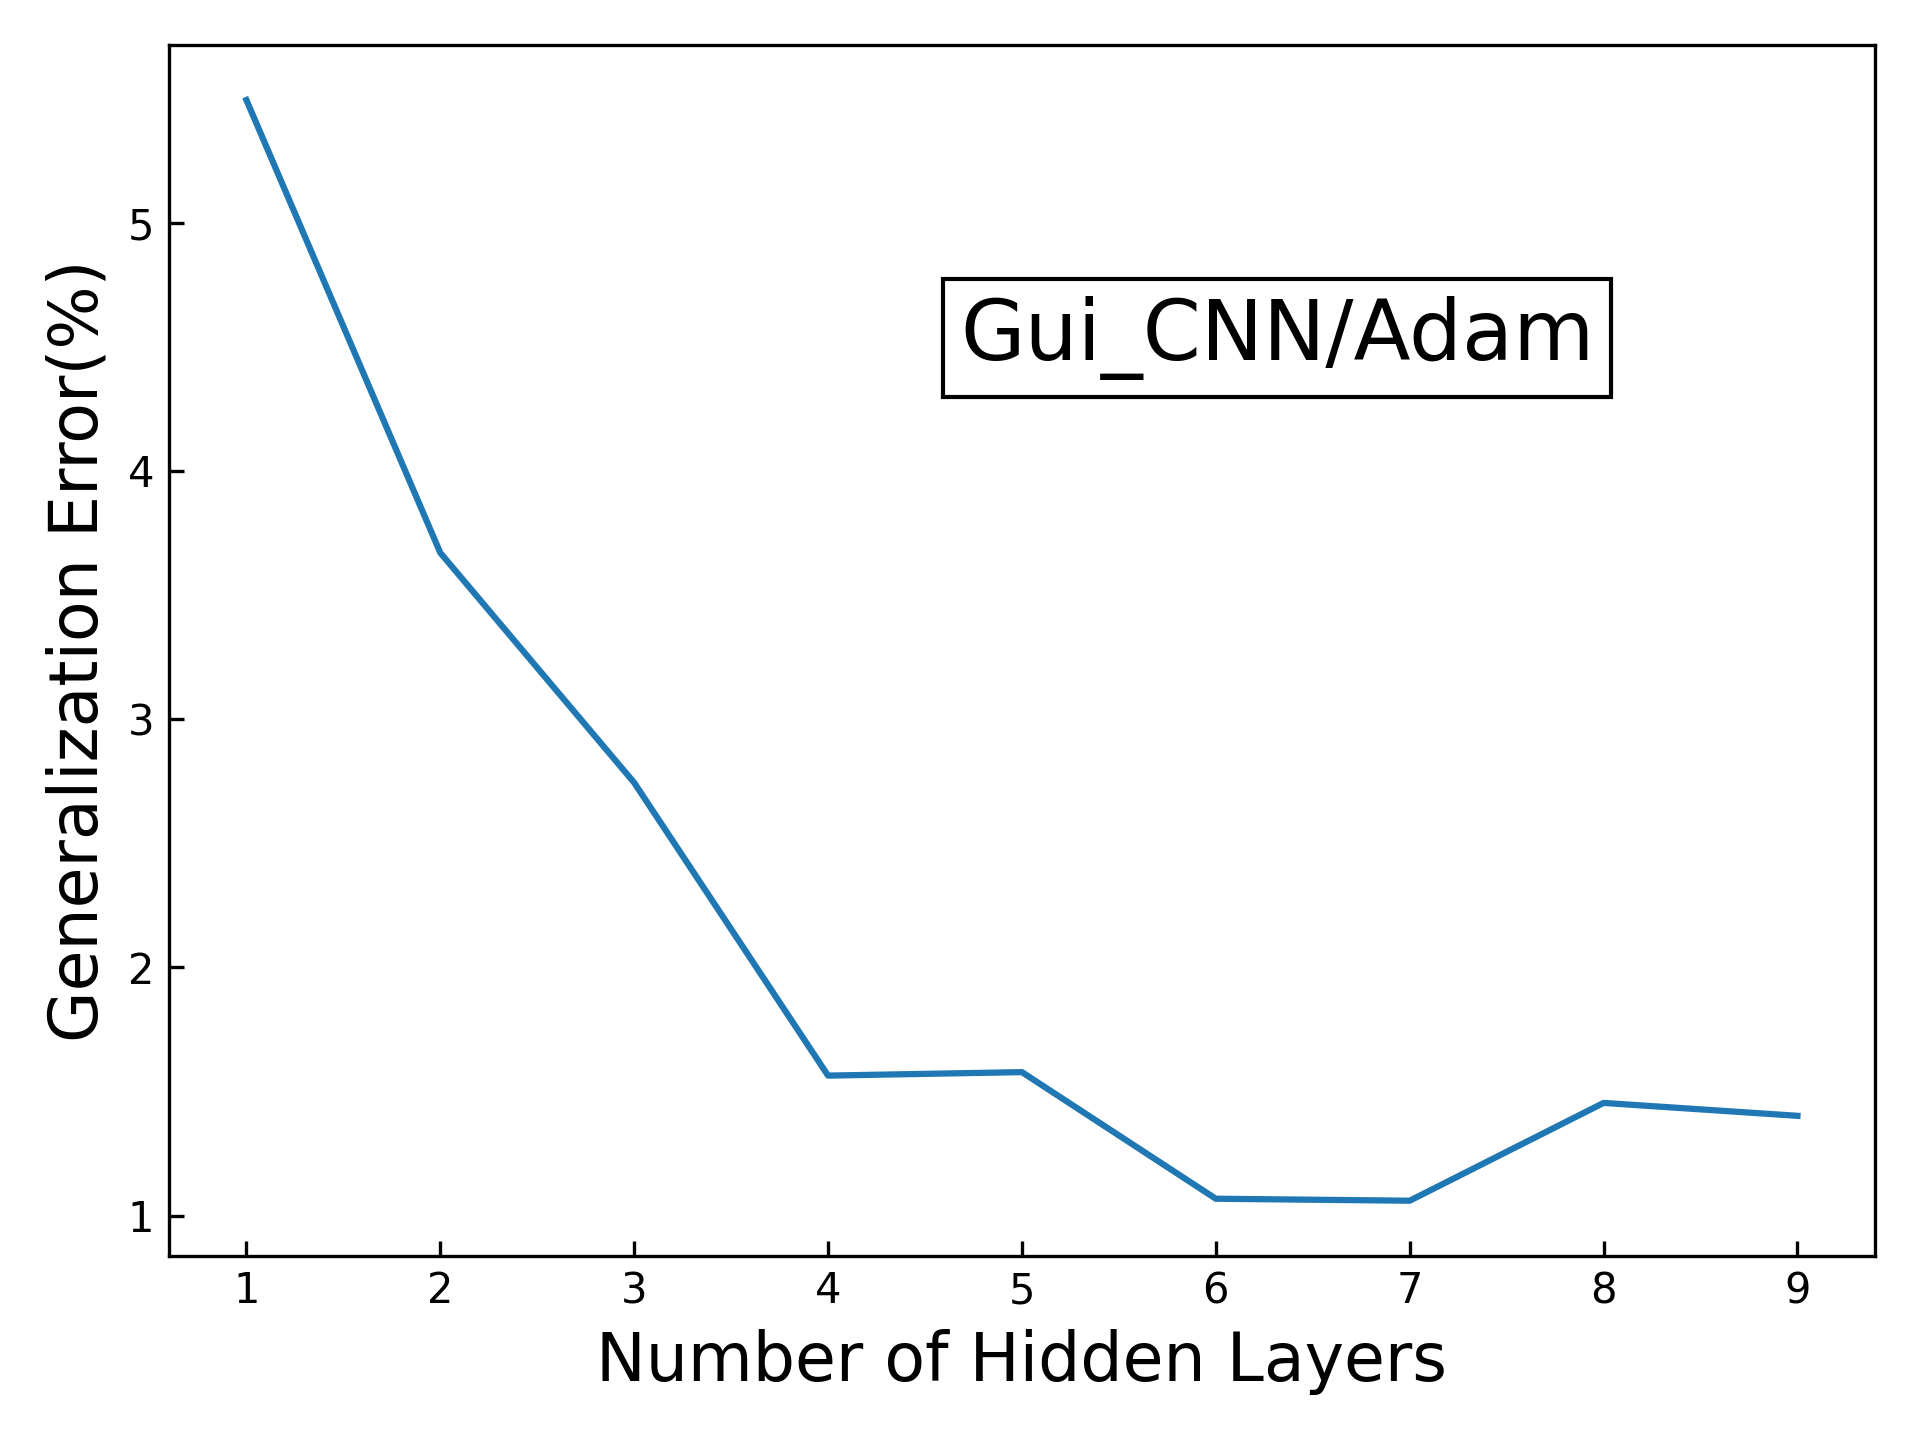 Generalization Error(%)
5
4
3
2
1
Gui_CNN/Adam
1 2 3 4 5 6 7 8 9
Number of Hidden Layers